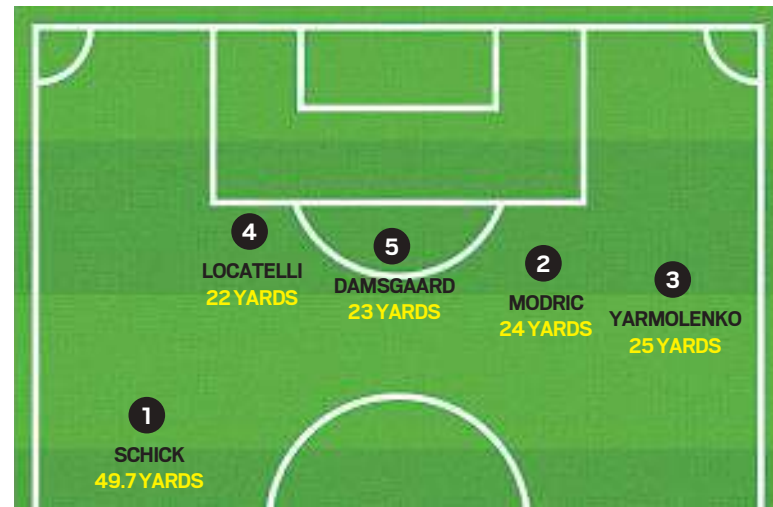 4
LOCATELLI
22 YARDS
5
DAMSGAARD
23 YARDS
2
MODRIC
24 YARDS
3
YARMOLENKO
25 YARDS
1
SCHICK
49.7 YARDS